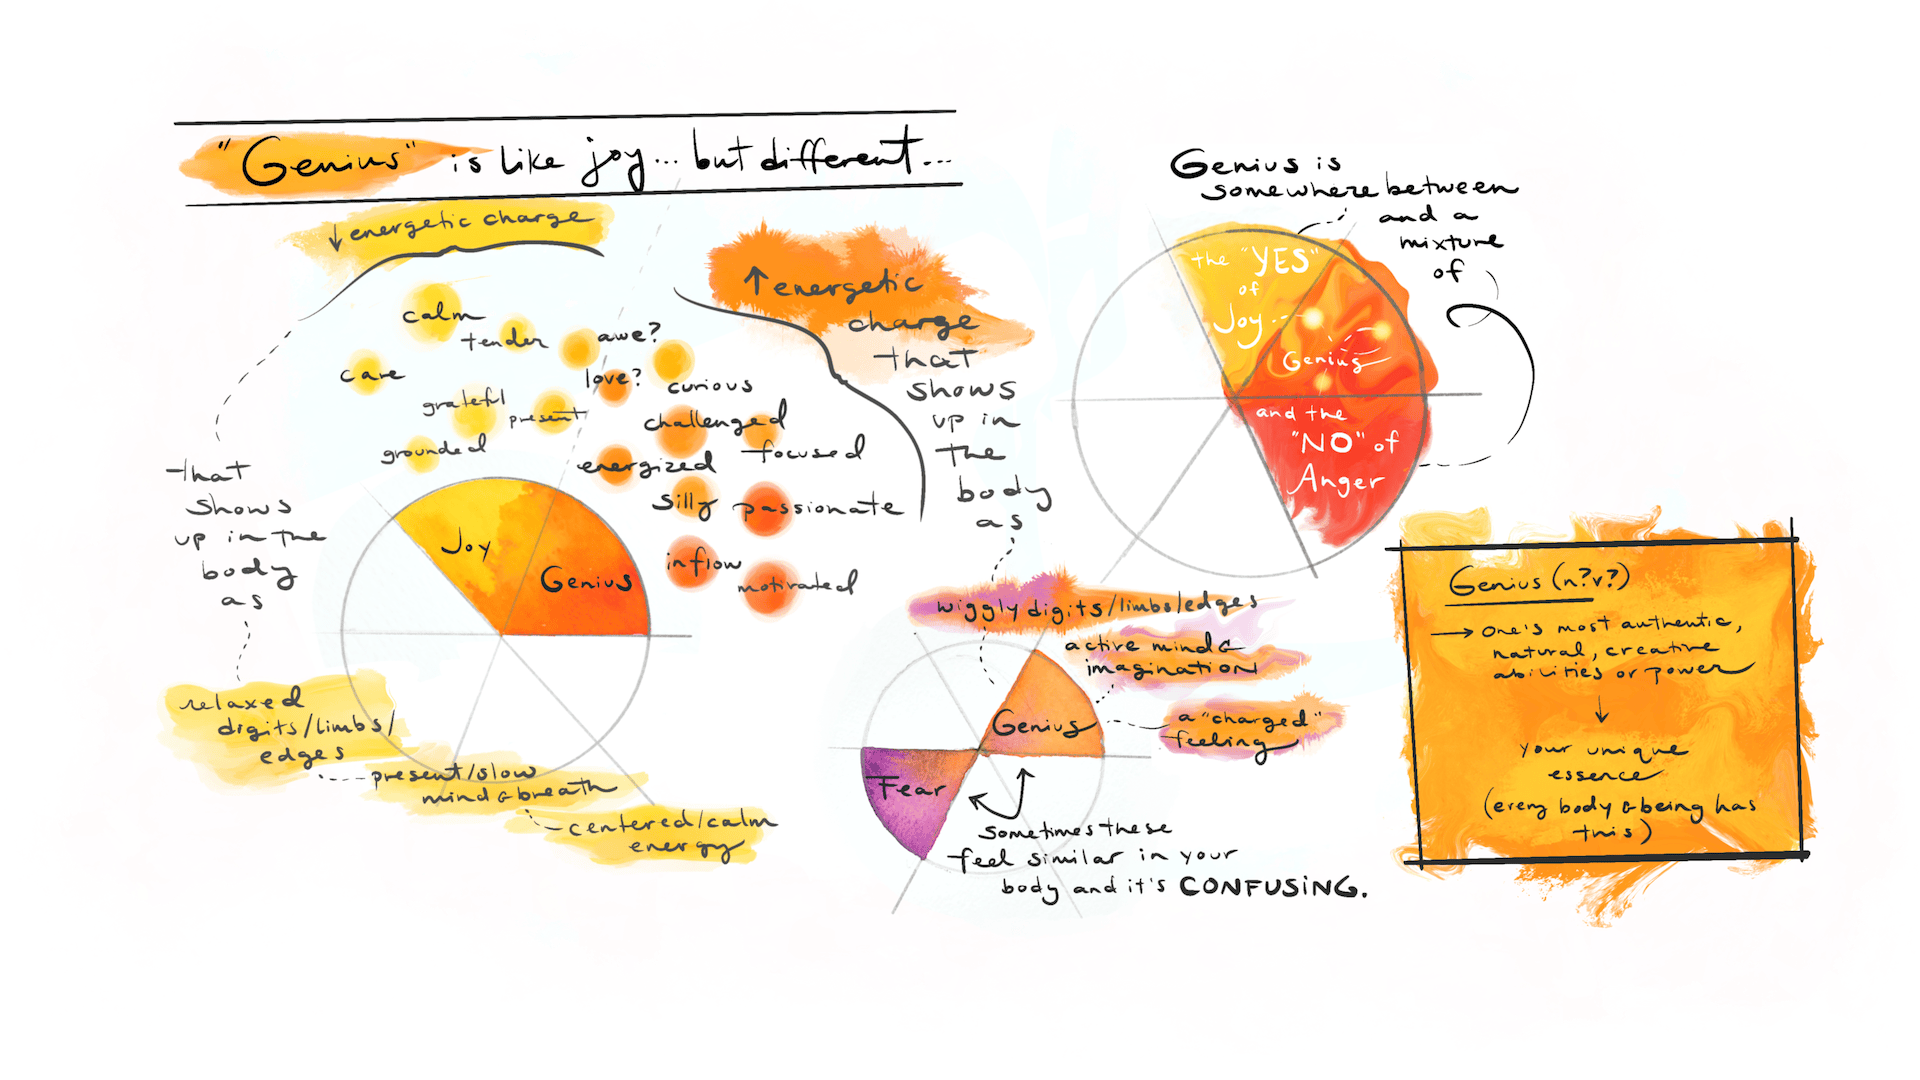 "Genius" is like joy... but different...
↓ energetic charge
calm
tender
awe?
care
love?
curious
grateful
present
challenged
grounded
focused
energized
silly
passionate
in flow
motivated
that
shows
up in the
body
as
Joy
Genius
relaxed
digits/limbs/
edges
present/slow
mind & breath
centered/calm
energy
↑ energetic
charge
that
shows
up in
the
body
as
wiggly digits/limbs/edges
active mind &
imagination
a "charged"
feeling
Genius
Fear
Sometimes these
feel similar in your
body and it's CONFUSING.
Genius is
somewhere between
and a
mixture
of
the "YES"
of
Joy
Genius
and the
"NO" of
Anger
Genius (n?v?)
→ one's most authentic,
natural, creative
abilities or power
↓
your unique
essence
(every body & being has
this)